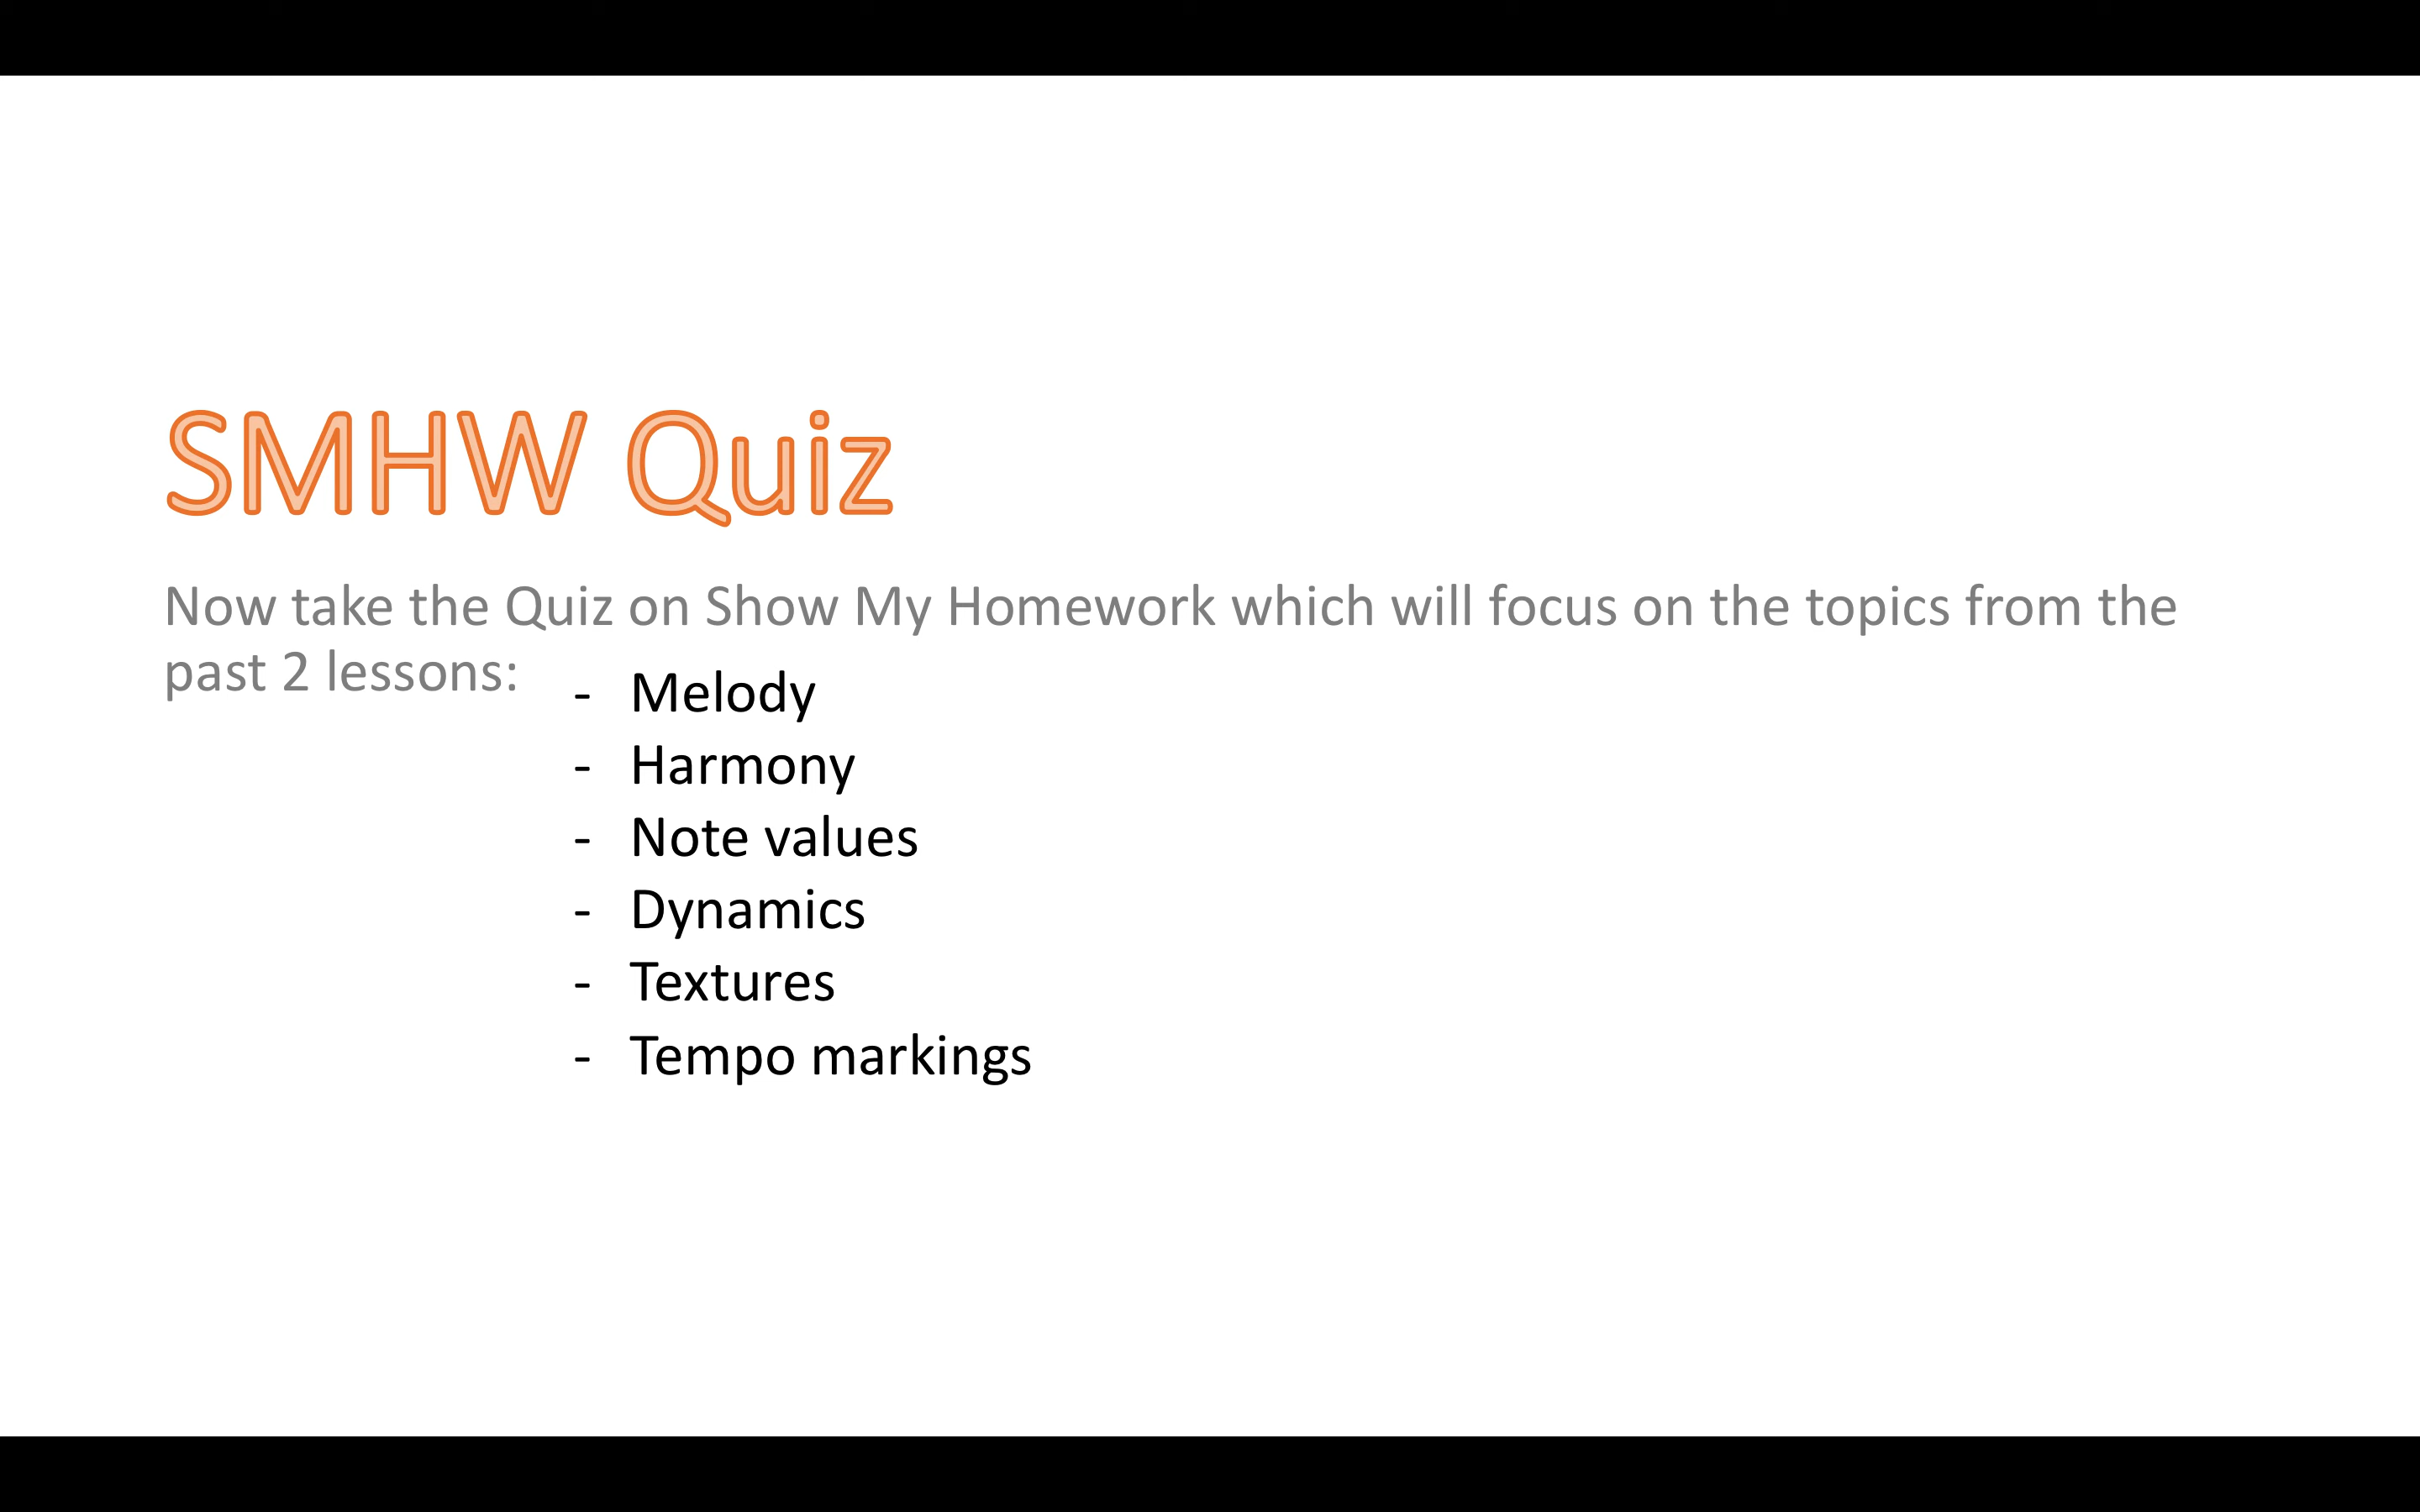 SMHW Quiz
Now take the Quiz on Show My Homework which will focus on the topics from the
past 2 lessons:
- Melody
- Harmony
- Note values
- Dynamics
- Textures
- Tempo markings